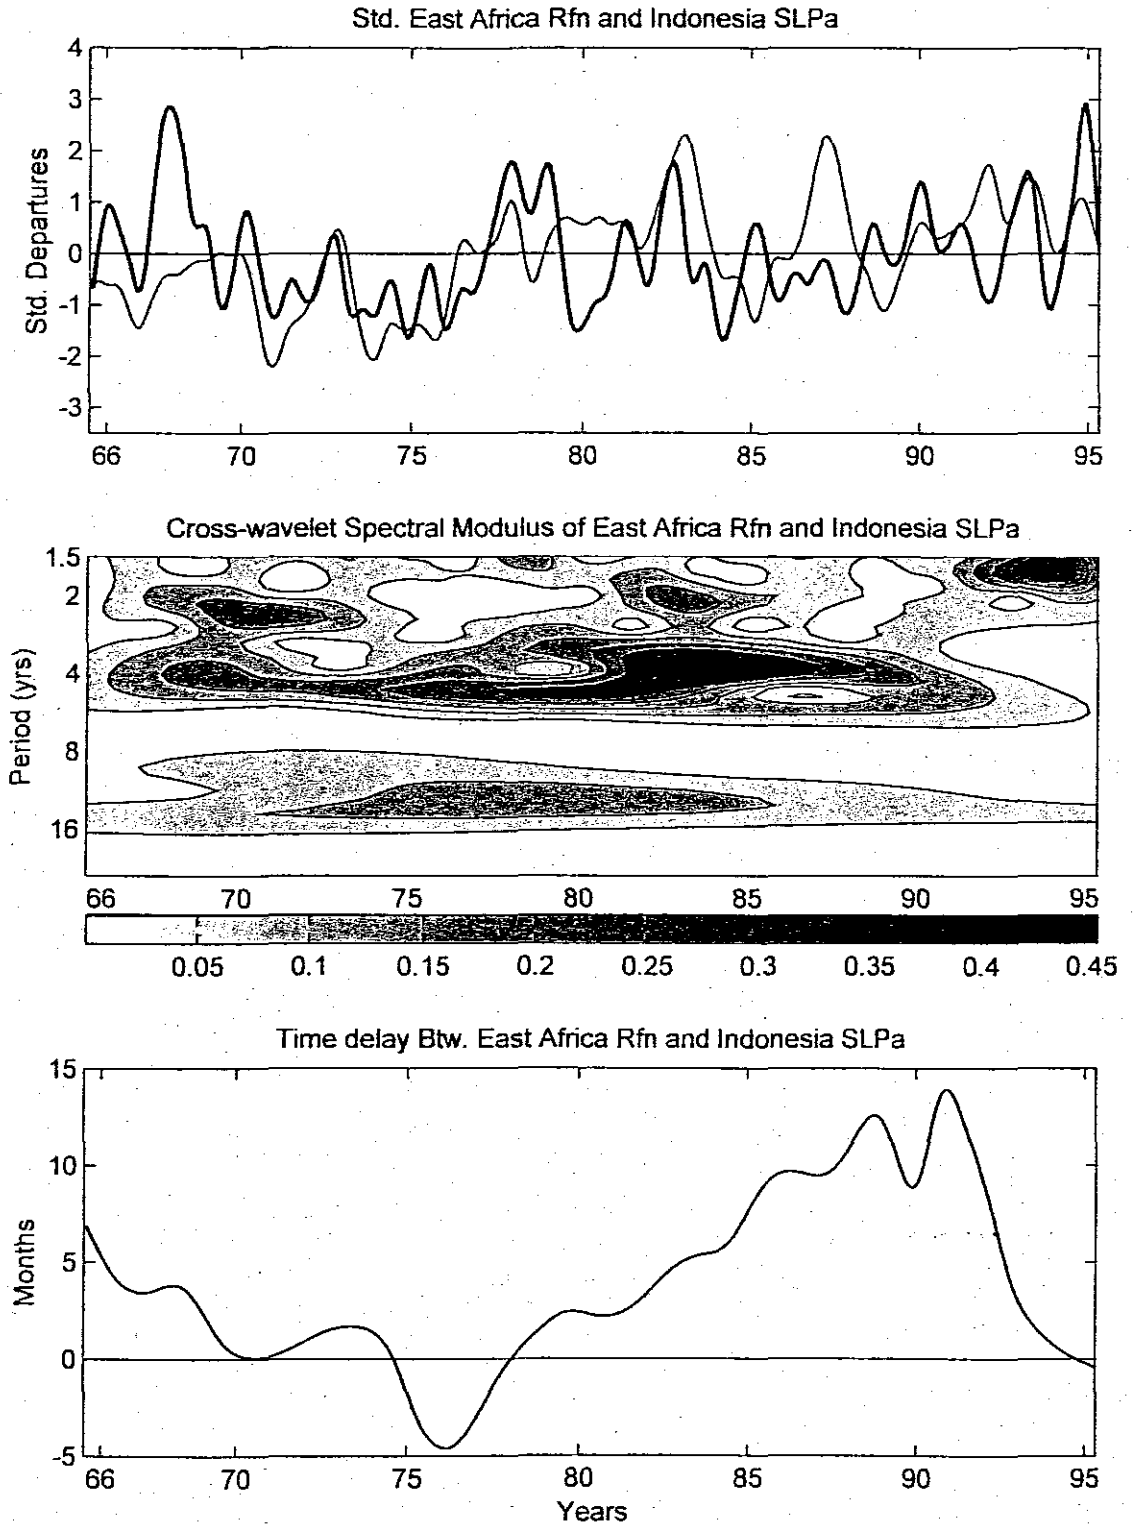 Std. East Africa Rfn and Indonesia SLPa
4
3
2
1
0
-1
-2
-3
Std. Departures
66 70 75 80 85 90 95
Cross-wavelet Spectral Modulus of East Africa Rfn and Indonesia SLPa
1.5
2
4
8
16
Period (yrs)
66 70 75 80 85 90 95
0.05 0.1 0.15 0.2 0.25 0.3 0.35 0.4 0.45
Time delay Btw. East Africa Rfn and Indonesia SLPa
15
10
5
0
-5
Months
66 70 75 80 85 90 95
Years